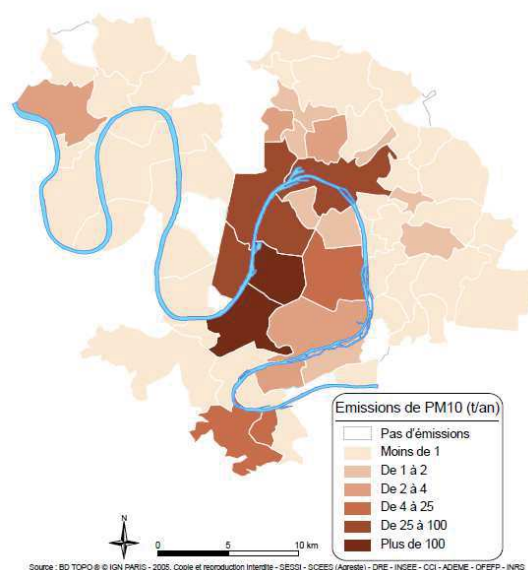 Emissions de PM10 (t/an)
Pas d'émissions
Moins de 1
De 1 à 2
De 2 à 4
De 4 à 25
De 25 à 100
Plus de 100
N
0 5 10 km
Source : BD TOPO ® © IGN PARIS - 2005, Copie et reproduction interdite - SESSI - SCEES (Agreste) - DRE - INSEE - CCI - ADEME - OFEFP - INRS